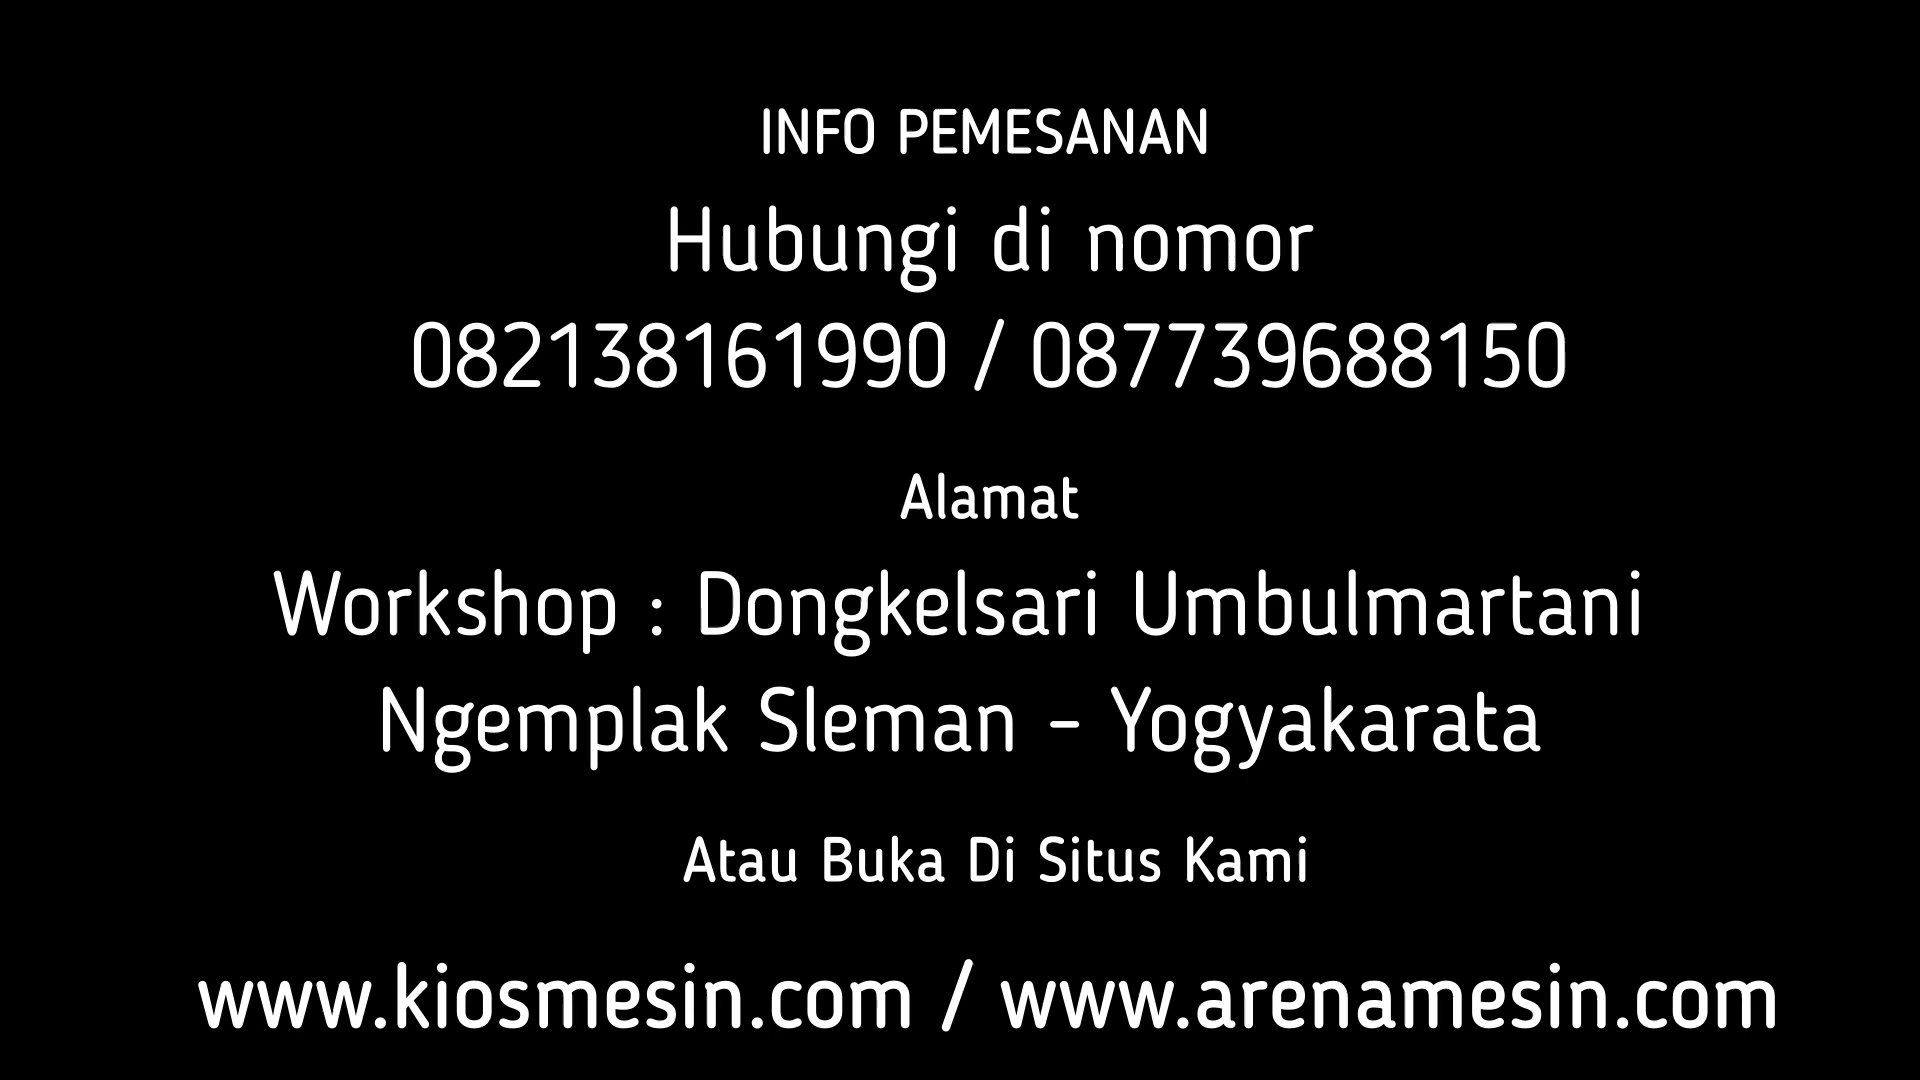 INFO PEMESANAN
Hubungi di nomor
082138161990 / 087739688150
Alamat
Workshop : Dongkelsari Umbulmartani
Ngemplak Sleman - Yogyakarata
Atau Buka Di Situs Kami
www.kiosmesin.com / www.arenamesin.com